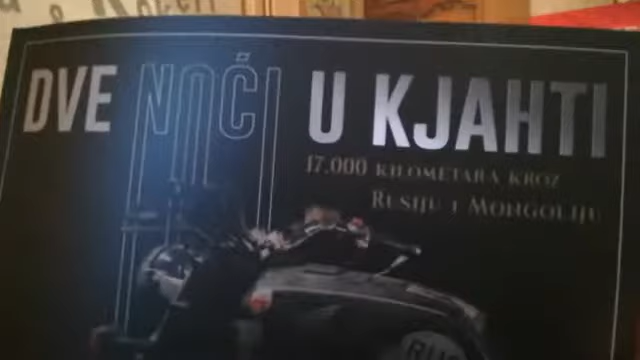 DVE NOĆI U KJAHTI
17.000 KILOMETARA KROZ
RUSIJU I MONGOLIJU